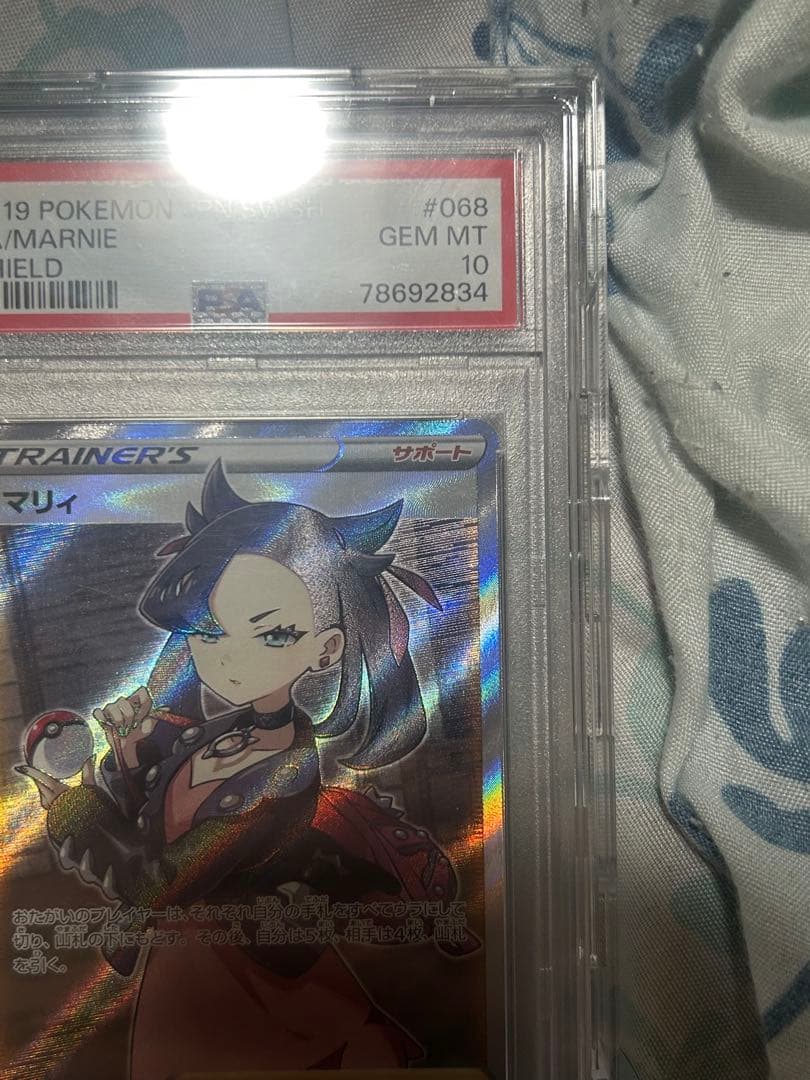 19 POKEMON #068
A/MARNIE GEM MT
HIELD 10
PSA 78692834
TRAINER'S サポート
マリィ
おたがいのプレイヤーは、それぞれ自分の手札をすべてウラにして
切り、山札の下にもどす。その後、自分は5枚、相手は4枚、山札
を引く。